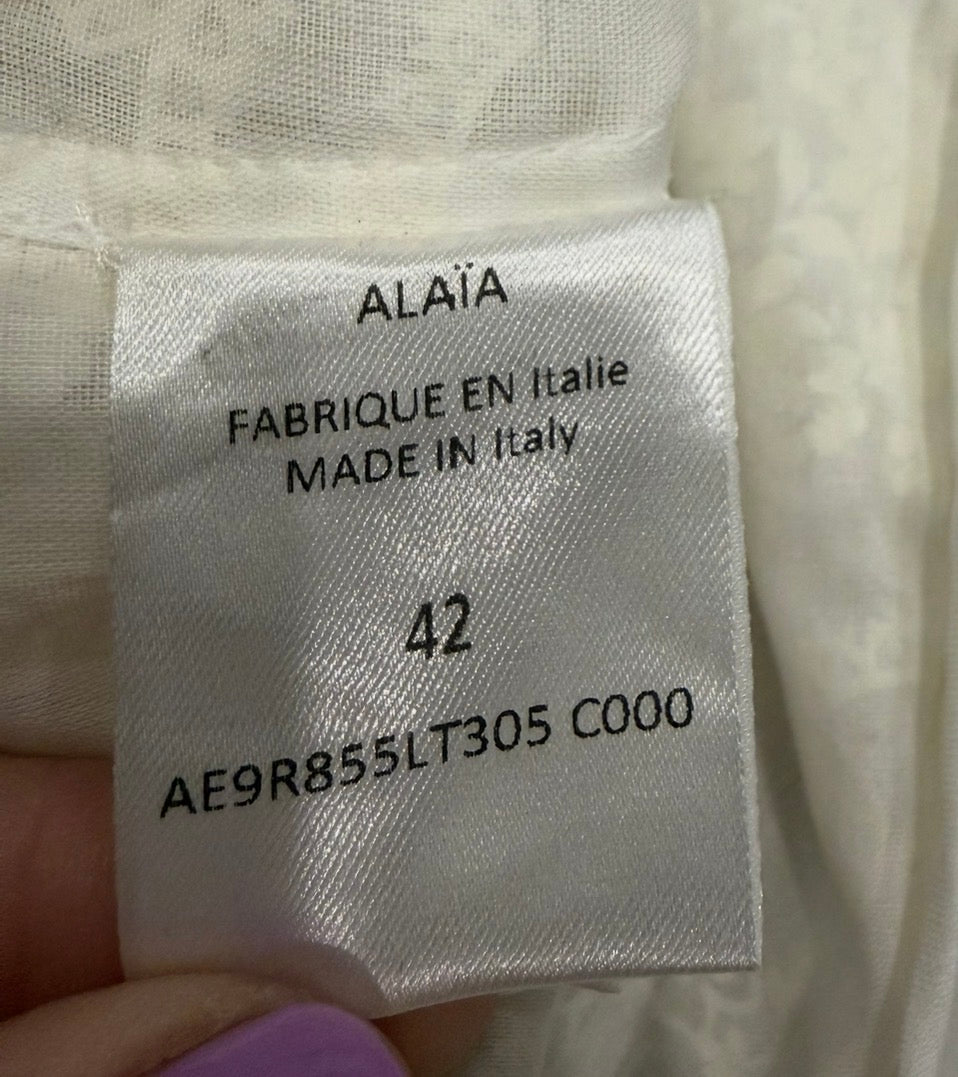 ALAÏA
FABRIQUE EN Italie
MADE IN Italy
42
AE9R855LT305 C000